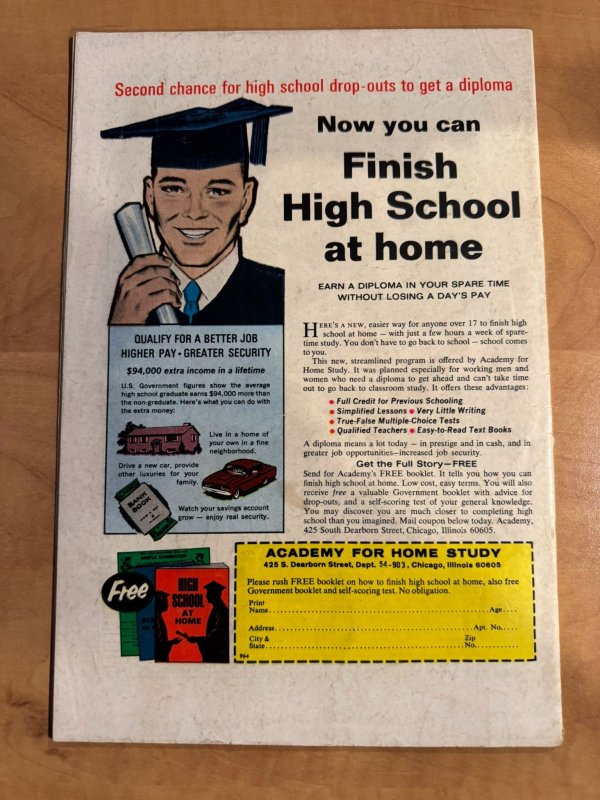 Second chance for high school drop-outs to get a diploma
Now you can
Finish
High School
at home
EARN A DIPLOMA IN YOUR SPARE TIME
WITHOUT LOSING A DAY'S PAY
HERE'S A NEW, easier way for anyone over 17 to finish high
school at home — with just a few hours a week of spare-
time study. You don't have to go back to school — school comes
to you.
This new, streamlined program is offered by Academy for
Home Study. It was planned especially for working men and
women who need a diploma to get ahead and can't take time
out to go back to classroom study. It offers these advantages:
• Full Credit for Previous Schooling
• Simplified Lessons • Very Little Writing
• True-False Multiple-Choice Tests
• Qualified Teachers • Easy-to-Read Text Books
A diploma means a lot today — in prestige and in cash, and in
greater job opportunities—increased job security.
Get the Full Story—FREE
Send for Academy's FREE booklet. It tells you how you can
finish high school at home. Low cost, easy terms. You will also
receive free a valuable Government booklet with advice for
drop-outs, and a self-scoring test of your general knowledge.
You may discover you are much closer to completing high
school than you imagined. Mail coupon below today. Academy,
425 South Dearborn Street, Chicago, Illinois 60605.
QUALIFY FOR A BETTER JOB
HIGHER PAY • GREATER SECURITY
$94,000 extra income in a lifetime
U.S. Government figures show the average
high school graduate earns $94,000 more than
the non-graduate. Here's what you can do with
the extra money:
Live in a home of
your own in a fine
neighborhood.
Drive a new car, provide
other luxuries for your
family.
BANK
BOOK
Watch your savings account
grow — enjoy real security.
Free
HIGH
SCHOOL
AT
HOME
ACADEMY FOR HOME STUDY
425 S. Dearborn Street, Dept. 54-903, Chicago, Illinois 60605
Please rush FREE booklet on how to finish high school at home, also free
Government booklet and self-scoring test. No obligation.
Print
Name Age
Address Apt. No.
City & Zip
State No.
964